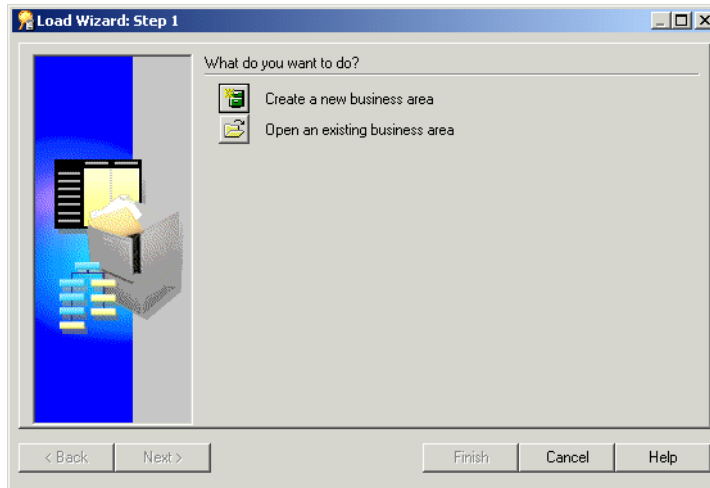 Load Wizard: Step 1
What do you want to do?
Create a new business area
Open an existing business area
< Back Next > Finish Cancel Help